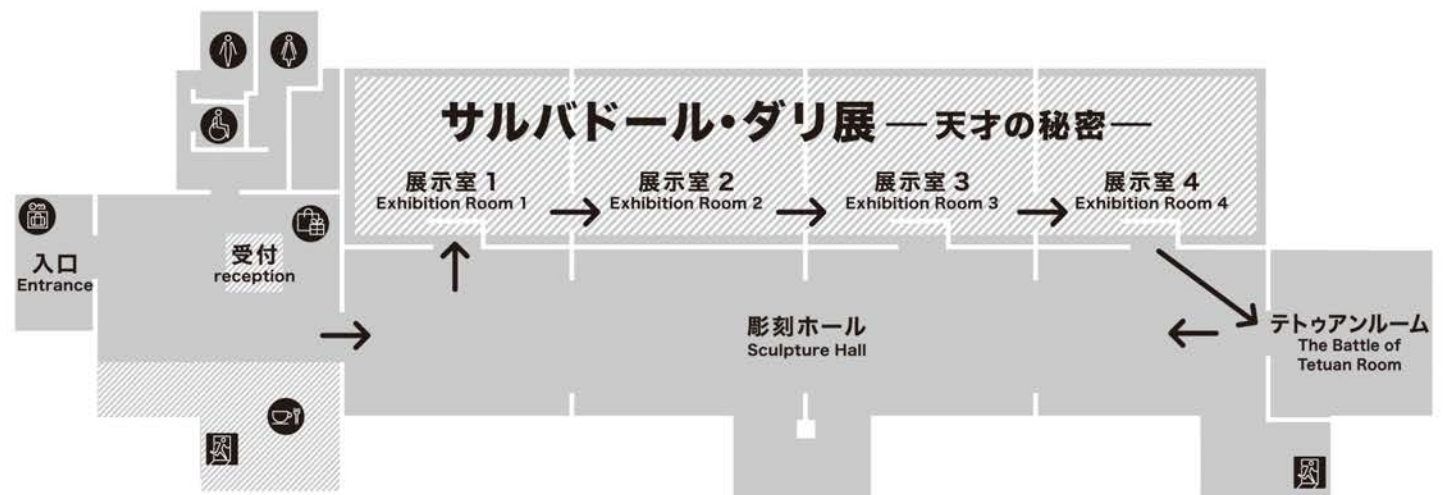 サルバドール・ダリ展 ―天才の秘密―
展示室 1
Exhibition Room 1
展示室 2
Exhibition Room 2
展示室 3
Exhibition Room 3
展示室 4
Exhibition Room 4
入口
Entrance
受付
reception
彫刻ホール
Sculpture Hall
テトゥアンルーム
The Battle of
Tetuan Room